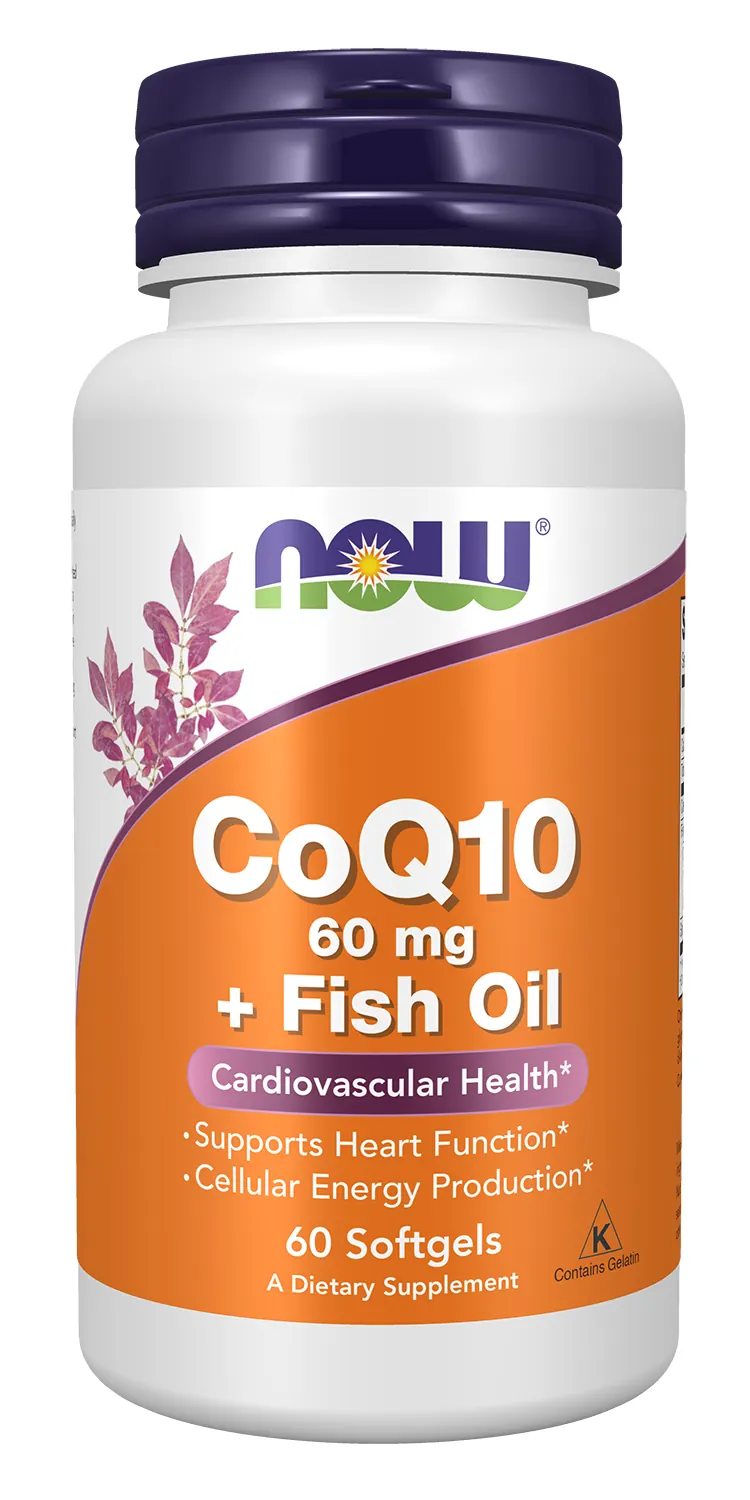 NOW®
CoQ10
60 mg
+ Fish Oil
Cardiovascular Health*
• Supports Heart Function*
• Cellular Energy Production*
60 Softgels
A Dietary Supplement
K
Contains Gelatin